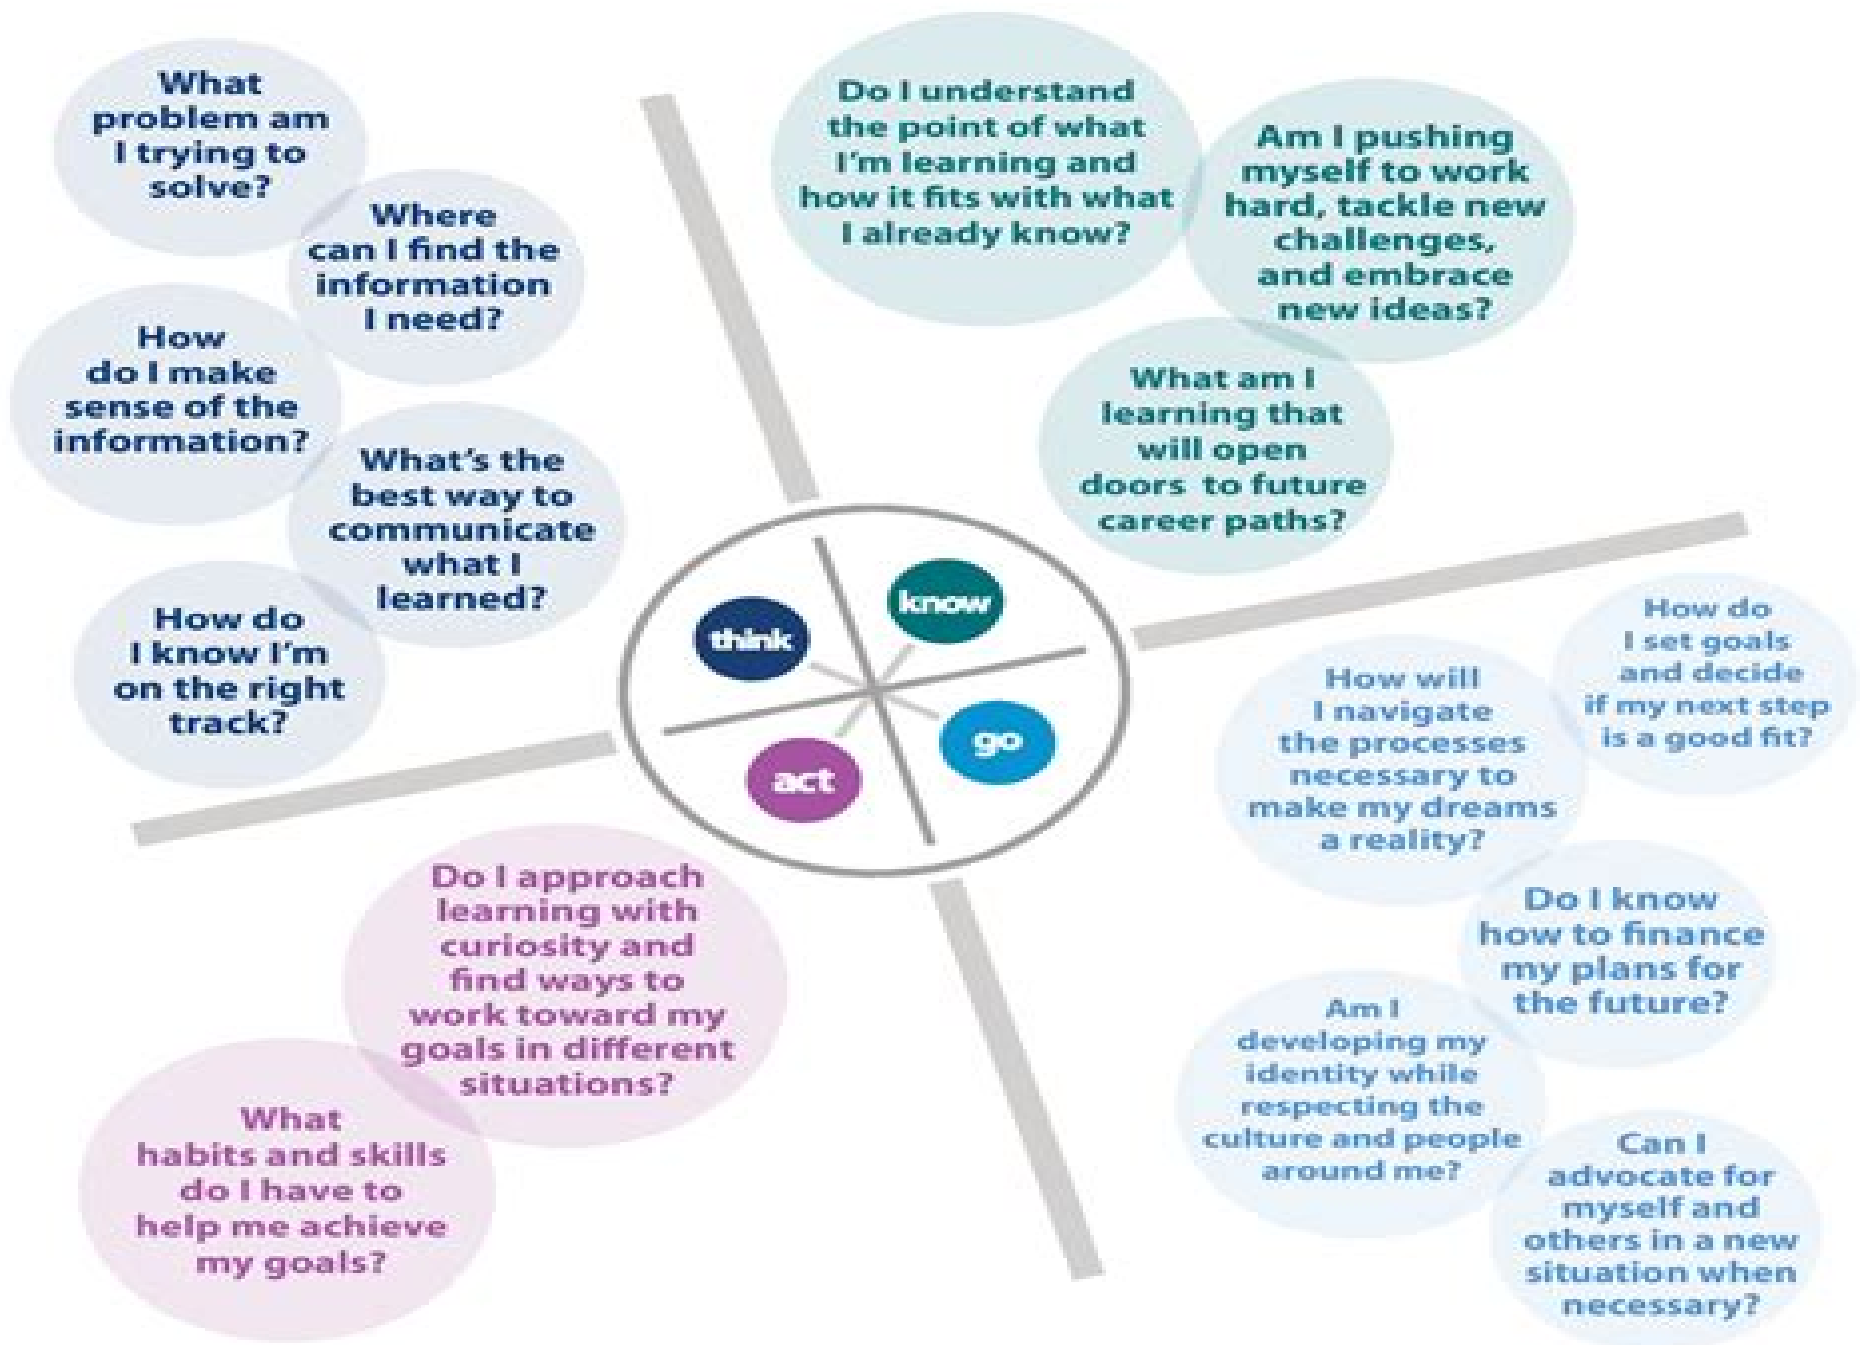 What
problem am
I trying to
solve?
Where
can I find the
information
I need?
How
do I make
sense of the
information?
What's the
best way to
communicate
what I
learned?
How do
I know I'm
on the right
track?
Do I understand
the point of what
I'm learning and
how it fits with what
I already know?
Am I pushing
myself to work
hard, tackle new
challenges,
and embrace
new ideas?
What am I
learning that
will open
doors to future
career paths?
think
know
act
go
How do
I set goals
and decide
if my next step
is a good fit?
How will
I navigate
the processes
necessary to
make my dreams
a reality?
Do I know
how to finance
my plans for
the future?
Am I
developing my
identity while
respecting the
culture and people
around me?
Can I
advocate for
myself and
others in a new
situation when
necessary?
Do I approach
learning with
curiosity and
find ways to
work toward my
goals in different
situations?
What
habits and skills
do I have to
help me achieve
my goals?